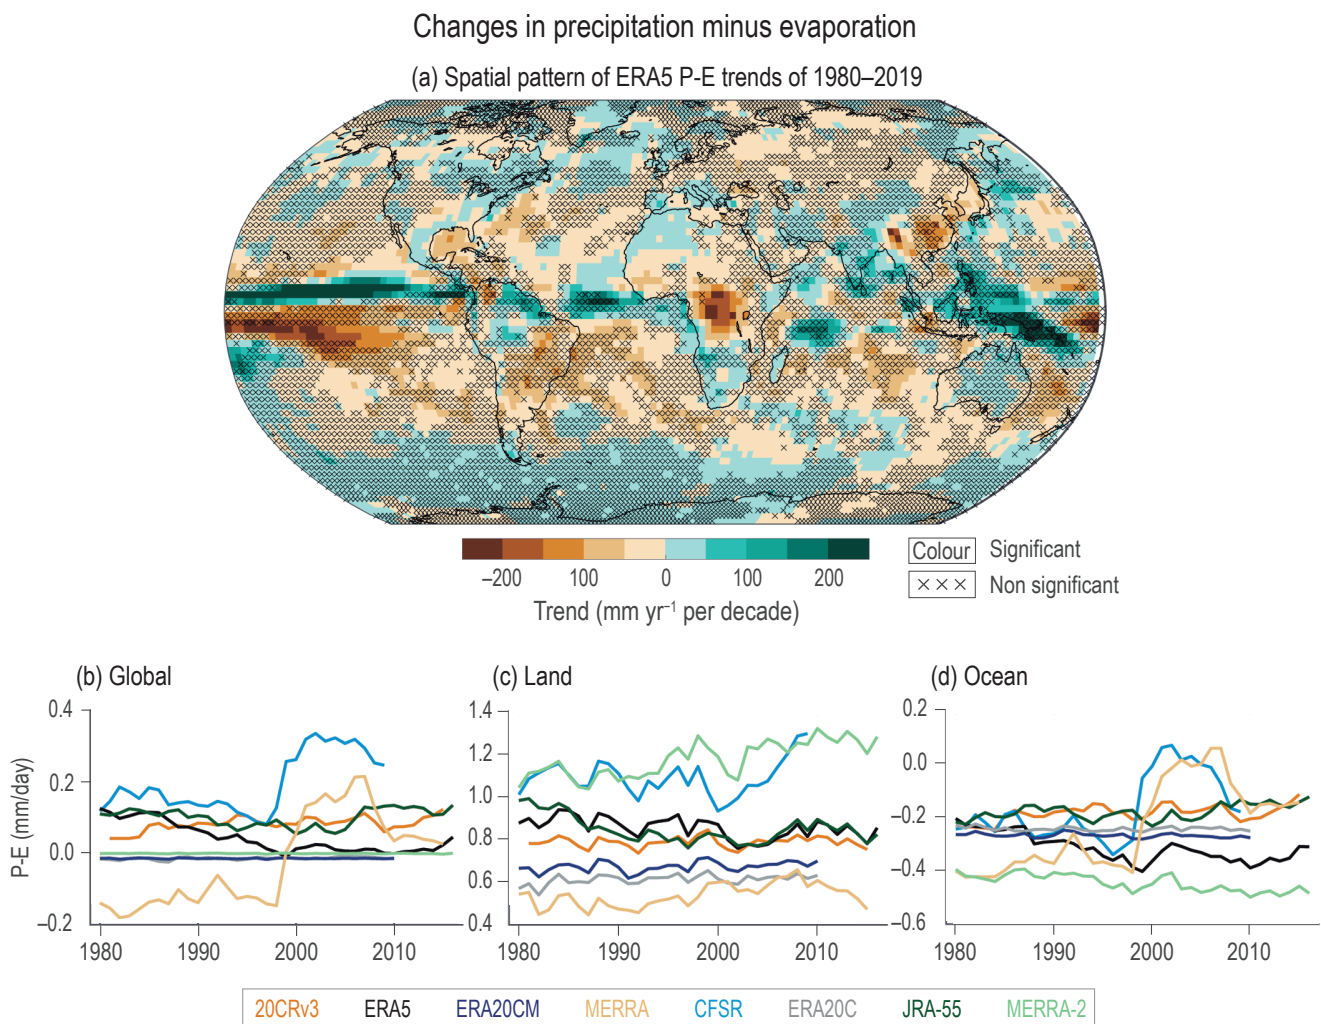 Changes in precipitation minus evaporation
(a) Spatial pattern of ERA5 P-E trends of 1980–2019
–200 100 0 100 200
Trend (mm yr⁻¹ per decade)
Colour Significant
××× Non significant
(b) Global
(c) Land
(d) Ocean
P-E (mm/day)
0.4
0.2
0.0
–0.2
1980 1990 2000 2010
1.4
1.2
1.0
0.8
0.6
0.4
1980 1990 2000 2010
0.2
0.0
–0.2
–0.4
–0.6
1980 1990 2000 2010
20CRv3 ERA5 ERA20CM MERRA CFSR ERA20C JRA-55 MERRA-2